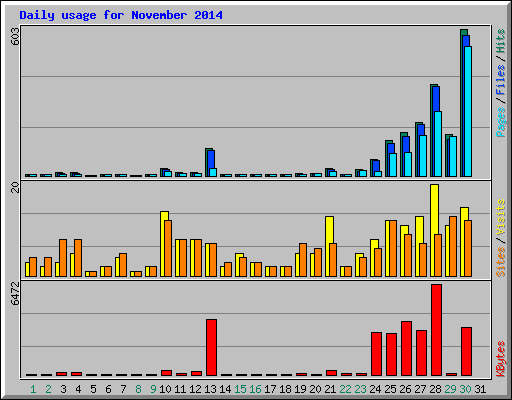 Daily usage for November 2014
603
Pages / Files / Hits
20
Sites / Visits
6472
KBytes
1 2 3 4 5 6 7 8 9 10 11 12 13 14 15 16 17 18 19 20 21 22 23 24 25 26 27 28 29 30 31